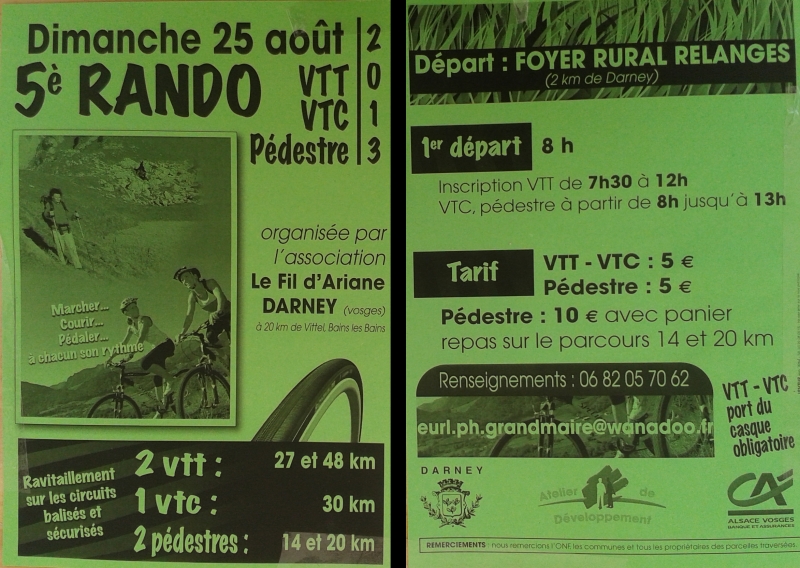 Dimanche 25 août
5è RANDO
VTT
VTC
Pédestre
2013
organisée par
l'association
Le Fil d'Ariane
DARNEY (vosges)
à 20 km de Vittel, Bains les Bains
Marcher...
Courir...
Pédaler...
à chacun son rythme
Ravitaillement
sur les circuits
balisés et
sécurisés
2 vtt : 27 et 48 km
1 vtc : 30 km
2 pédestres : 14 et 20 km
Départ : FOYER RURAL RELANGES
(2 km de Darney)
1er départ 8 h
Inscription VTT de 7h30 à 12h
VTC, pédestre à partir de 8h jusqu'à 13h
Tarif
VTT - VTC : 5 €
Pédestre : 5 €
Pédestre : 10 € avec panier
repas sur le parcours 14 et 20 km
Renseignements : 06 82 05 70 62
eurl.ph.grandmaire@wanadoo.fr
VTT - VTC
port du
casque
obligatoire
DARNEY
Atelier de
Développement
CA
ALSACE VOSGES
BANQUE ET ASSURANCES
REMERCIEMENTS : nous remercions l'ONF, les communes et tous les propriétaires des parcelles traversées.